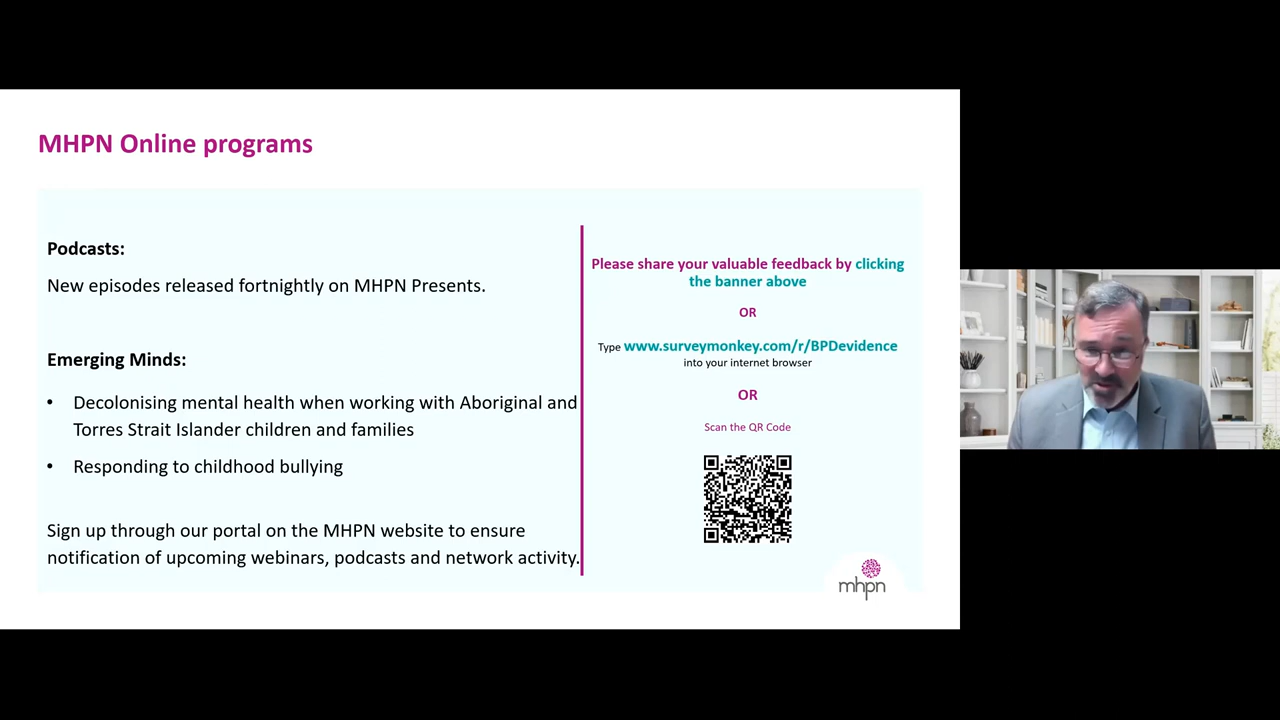 MHPN Online programs
Podcasts:
New episodes released fortnightly on MHPN Presents.
Emerging Minds:
• Decolonising mental health when working with Aboriginal and
Torres Strait Islander children and families
• Responding to childhood bullying
Sign up through our portal on the MHPN website to ensure
notification of upcoming webinars, podcasts and network activity.
Please share your valuable feedback by clicking
the banner above
OR
Type www.surveymonkey.com/r/BPDevidence
into your internet browser
OR
Scan the QR Code
mhpn